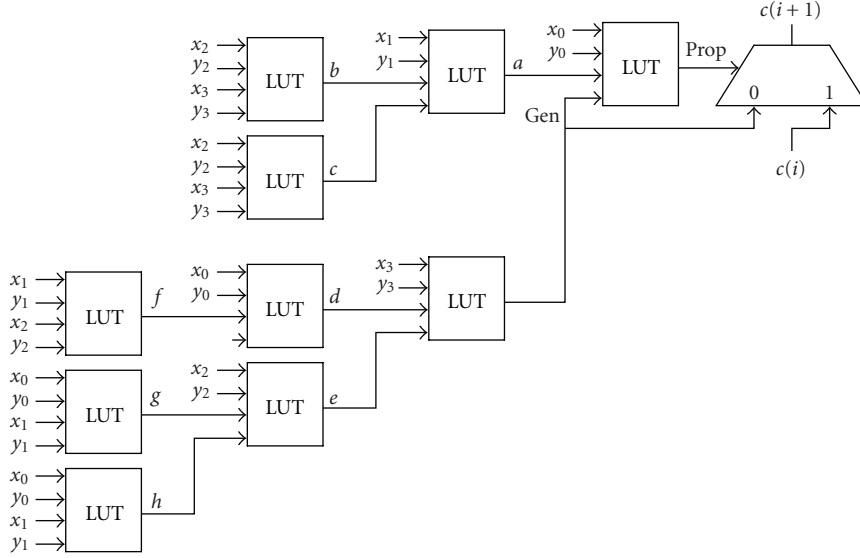 c(i + 1)
x2
y2
x3
y3
LUT
b
x1
y1
LUT
a
x0
y0
LUT
Prop
0
1
Gen
c(i)
x2
y2
x3
y3
LUT
c
x1
y1
x2
y2
LUT
f
x0
y0
LUT
d
x3
y3
LUT
x0
y0
x1
y1
LUT
g
x2
y2
LUT
e
x0
y0
x1
y1
LUT
h